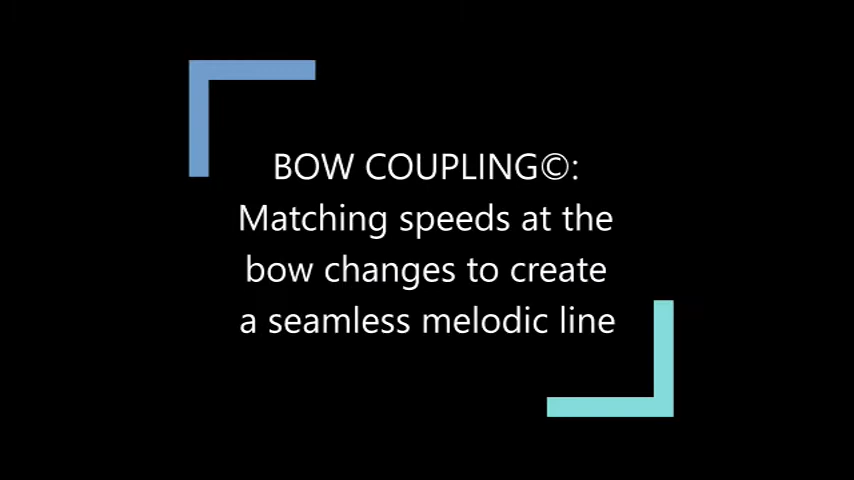 BOW COUPLING©:
Matching speeds at the
bow changes to create
a seamless melodic line